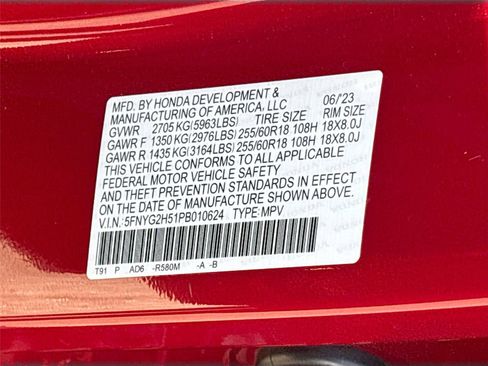 MFD. BY HONDA DEVELOPMENT &
MANUFACTURING OF AMERICA, LLC 06/'23
GVWR 2705 KG(5963LBS) TIRE SIZE RIM SIZE
GAWR F 1350 KG(2976LBS) 255/60R18 108H 18X8.0J
GAWR R 1435 KG(3164LBS) 255/60R18 108H 18X8.0J
THIS VEHICLE CONFORMS TO ALL APPLICABLE
FEDERAL MOTOR VEHICLE SAFETY
AND THEFT PREVENTION STANDARDS IN EFFECT
ON THE DATE OF MANUFACTURE SHOWN ABOVE.
V.I.N.:5FNYG2H51PB010624 TYPE:MPV
T91 P AD6 -R580M -A -B